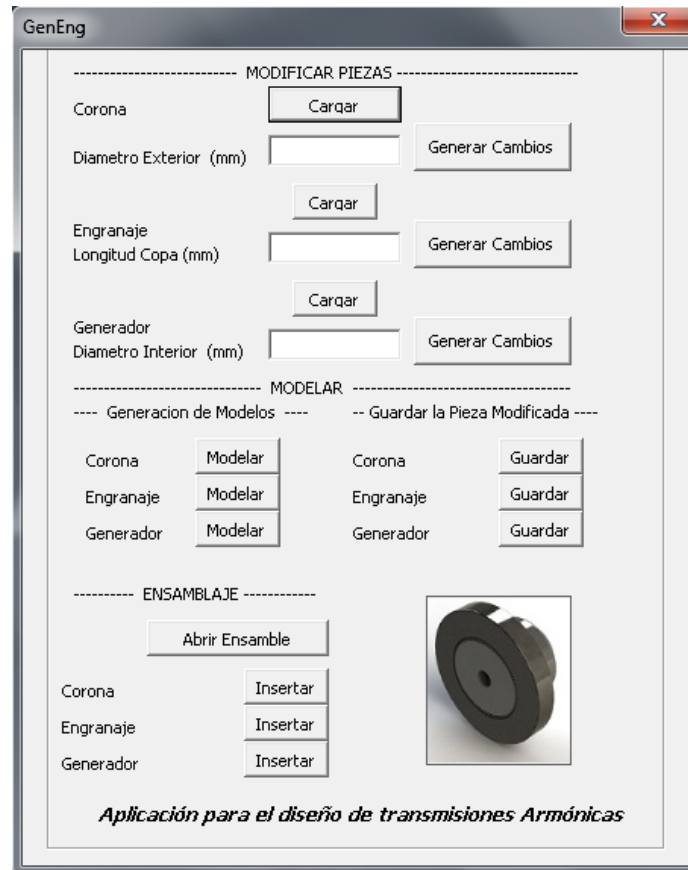 GenEng
-------------------------- MODIFICAR PIEZAS -----------------------------
Corona Cargar
Diametro Exterior (mm) Generar Cambios
Cargar
Engranaje
Longitud Copa (mm) Generar Cambios
Cargar
Generador
Diametro Interior (mm) Generar Cambios
------------------------------ MODELAR -----------------------------------
---- Generacion de Modelos ---- -- Guardar la Pieza Modificada ----
Corona Modelar Corona Guardar
Engranaje Modelar Engranaje Guardar
Generador Modelar Generador Guardar
---------- ENSAMBLAJE ------------
Abrir Ensamble
Corona Insertar
Engranaje Insertar
Generador Insertar
Aplicación para el diseño de transmisiones Armónicas